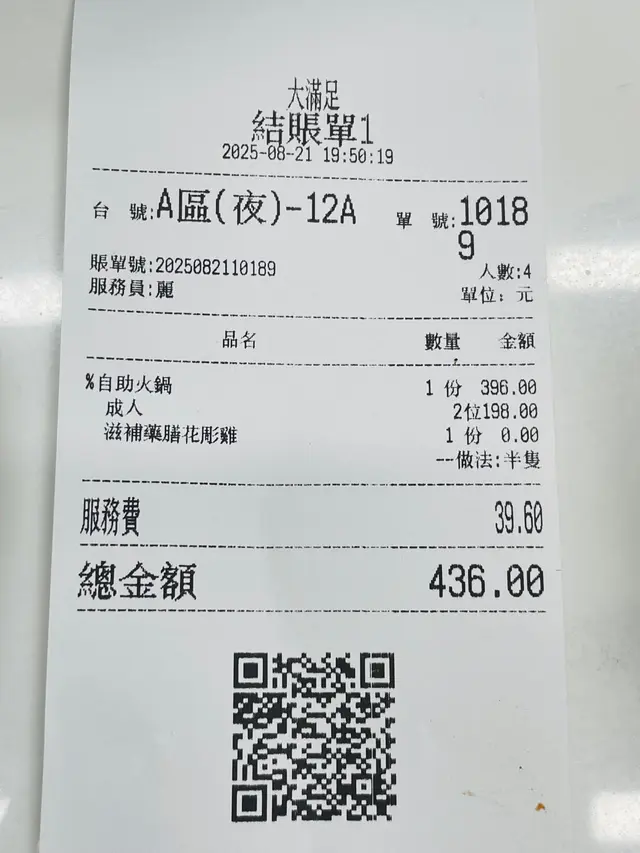 大滿足
結賬單1
2025-08-21 19:50:19
台 號:A區(夜)-12A 單 號:1018
9
賬單號:2025082110189 人數:4
服務員:麗 單位: 元
品名 數量 金額
%自助火鍋 1 份 396.00
成人 2位198.00
滋補藥膳花彫雞 1 份 0.00
--做法:半隻
服務費 39.60
總金額 436.00